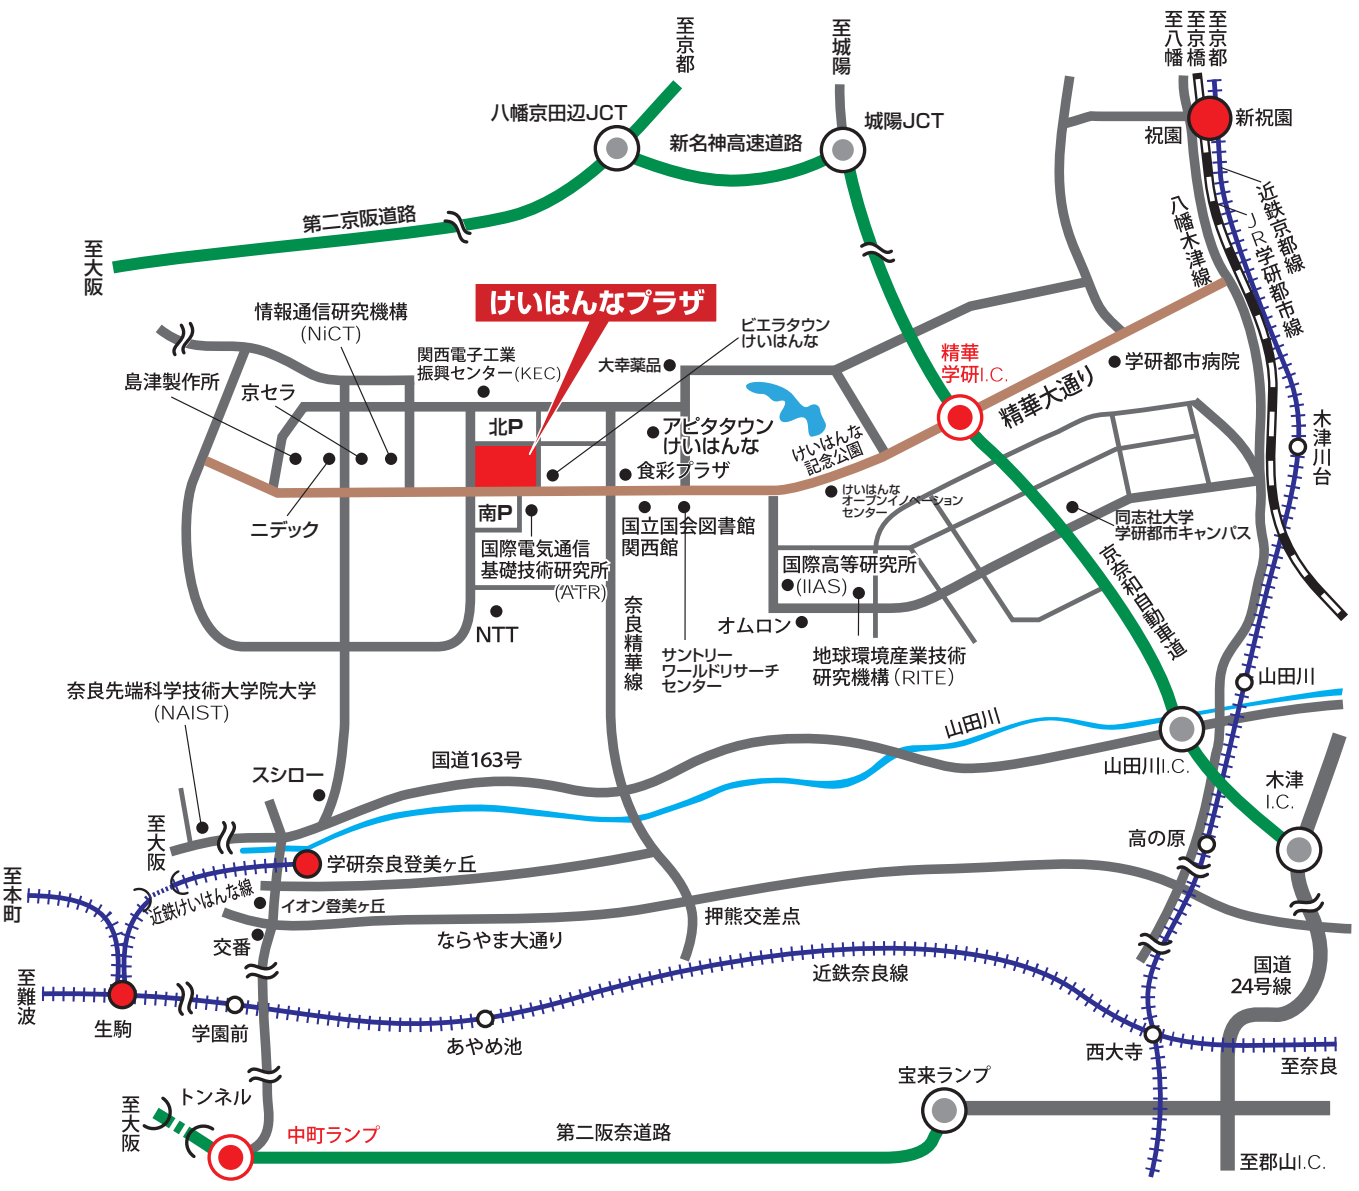 至京都
至城陽
至八幡
至京橋
至京都
八幡京田辺JCT
新名神高速道路
城陽JCT
祝園
新祝園
第二京阪道路
至大阪
近鉄京都線
JR学研都市線
八幡木津線
けいはんなプラザ
情報通信研究機構
(NiCT)
島津製作所
京セラ
関西電子工業
振興センター(KEC)
大幸薬品
ビエラタウン
けいはんな
精華
学研I.C.
学研都市病院
精華大通り
北P
アピタタウン
けいはんな
食彩プラザ
けいはんな
記念公園
木津川台
ニデック
南P
国際電気通信
基礎技術研究所
(ATR)
国立国会図書館
関西館
けいはんな
オープンイノベーション
センター
同志社大学
学研都市キャンパス
国際高等研究所
(IIAS)
京奈和自動車道
NTT
奈良精華線
サントリー
ワールドリサーチ
センター
オムロン
地球環境産業技術
研究機構(RITE)
山田川
奈良先端科学技術大学院大学
(NAIST)
山田川
国道163号
スシロー
山田川I.C.
木津
I.C.
至大阪
高の原
至本町
学研奈良登美ヶ丘
近鉄けいはんな線
イオン登美ヶ丘
交番
ならやま大通り
押熊交差点
近鉄奈良線
国道
24号線
至難波
生駒
学園前
あやめ池
西大寺
至奈良
至大阪
トンネル
中町ランプ
第二阪奈道路
宝来ランプ
至郡山I.C.